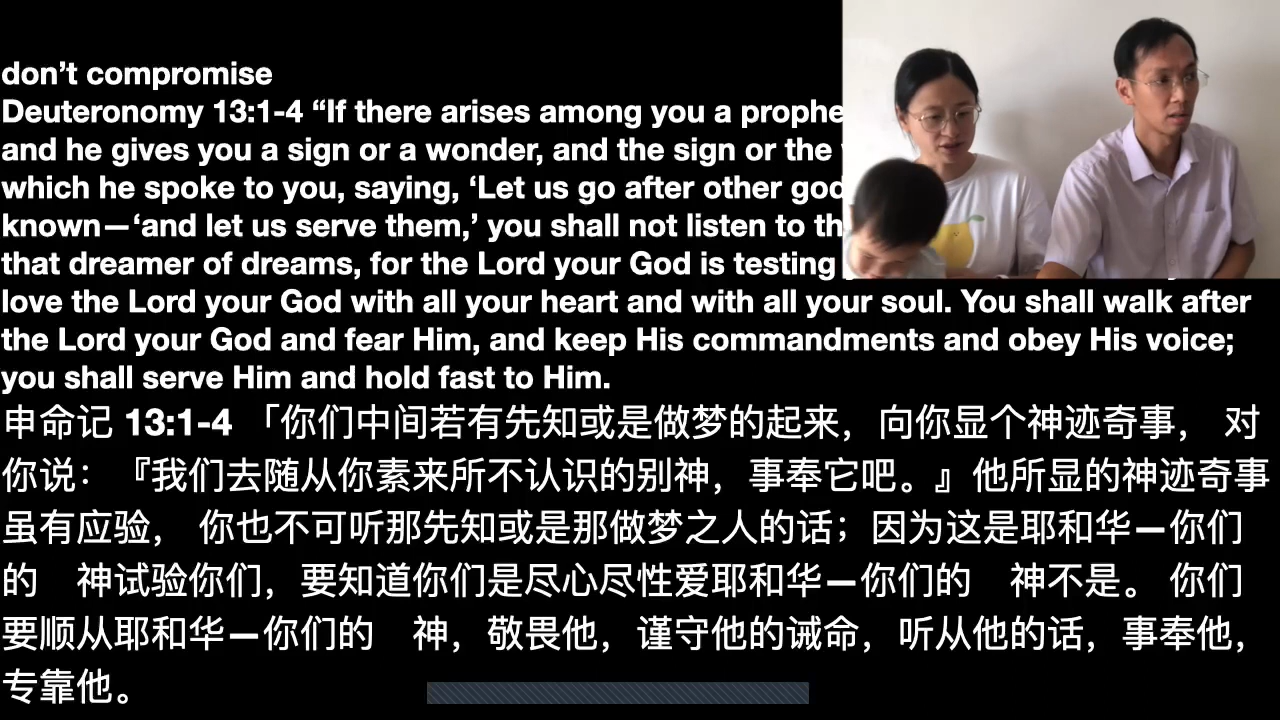 don’t compromise
Deuteronomy 13:1-4 “If there arises among you a prophe
and he gives you a sign or a wonder, and the sign or the
which he spoke to you, saying, ‘Let us go after other god
known—‘and let us serve them,’ you shall not listen to th
that dreamer of dreams, for the Lord your God is testing
love the Lord your God with all your heart and with all your soul. You shall walk after
the Lord your God and fear Him, and keep His commandments and obey His voice;
you shall serve Him and hold fast to Him.
申命记 13:1-4 「你们中间若有先知或是做梦的起来， 向你显个神迹奇事， 对
你说：『我们去随从你素来所不认识的别神，事奉它吧。』他所显的神迹奇事
虽有应验， 你也不可听那先知或是那做梦之人的话；因为这是耶和华—你们
的　神试验你们，要知道你们是尽心尽性爱耶和华—你们的　神不是。 你们
要顺从耶和华—你们的　神，敬畏他，谨守他的诫命，听从他的话，事奉他，
专靠他。